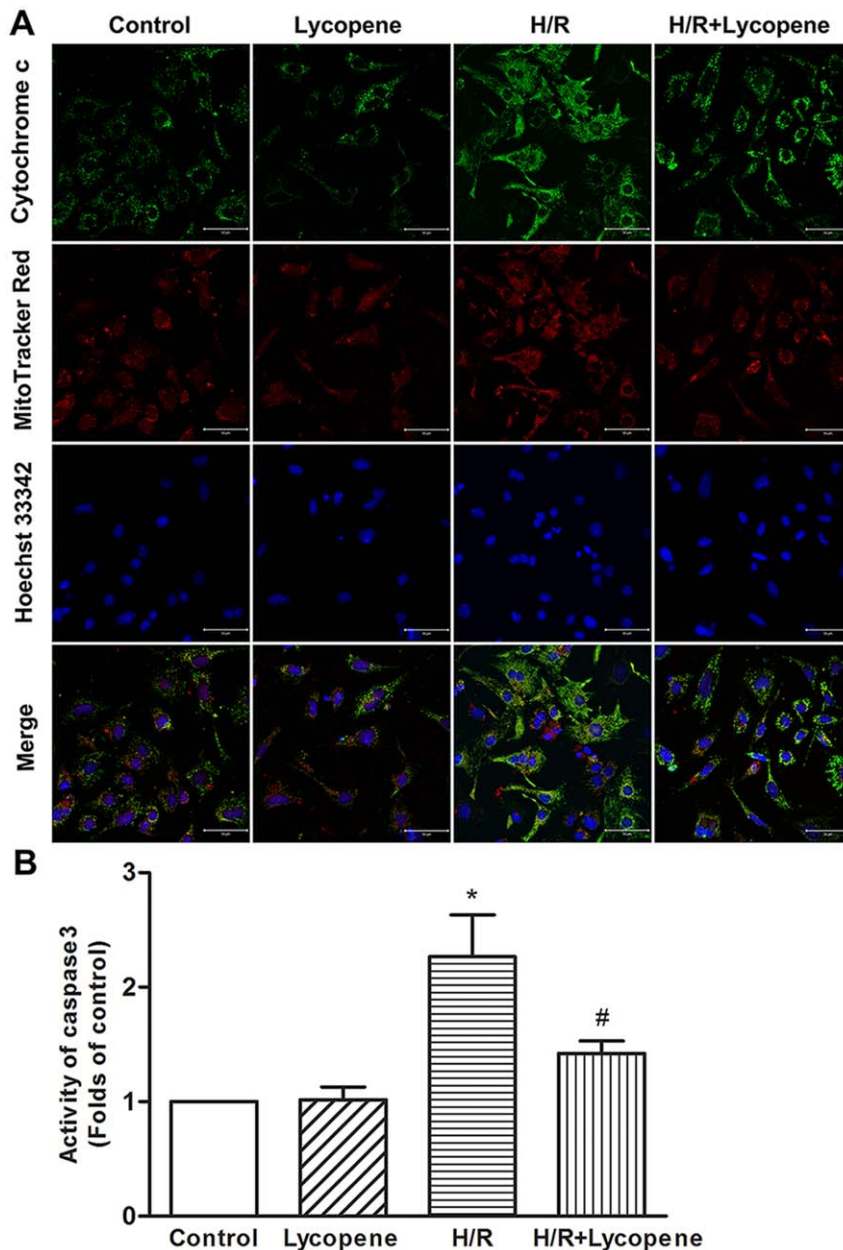 A
Control Lycopene H/R H/R+Lycopene
Cytochrome c
MitoTracker Red
Hoechst 33342
Merge
B
Activity of caspase3
(Folds of control)
3
2
1
0
*
#
Control Lycopene H/R H/R+Lycopene